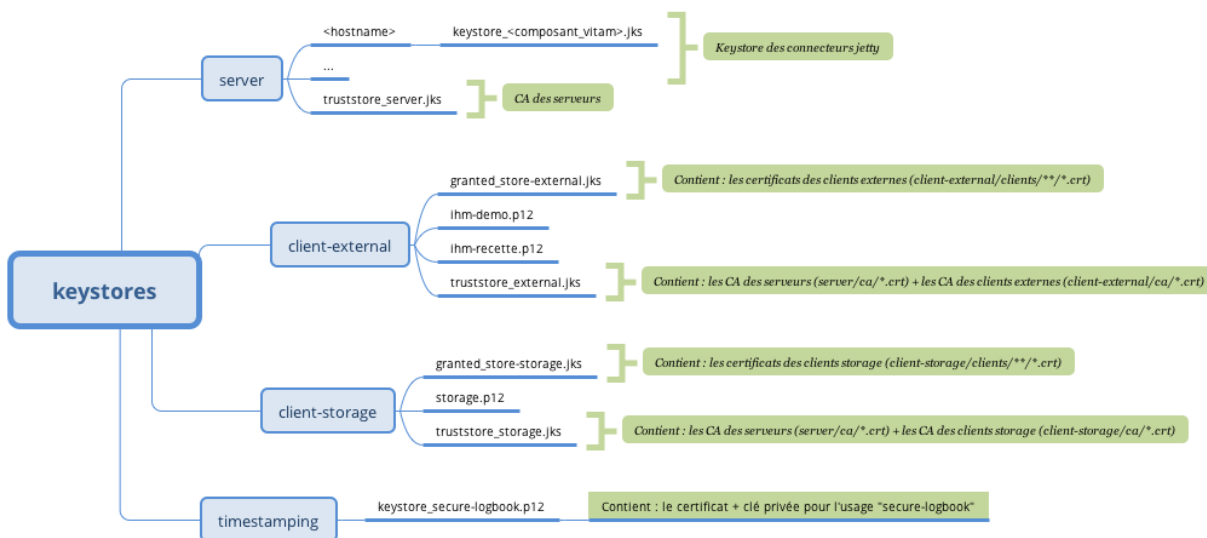 <hostname>
keystore_<composant_vitam>.jks
Keystore des connecteurs jetty
server
...
truststore_server.jks
CA des serveurs
granted_store-external.jks
Contient : les certificats des clients externes (client-external/clients/**/*.crt)
ihm-demo.p12
client-external
ihm-recette.p12
truststore_external.jks
Contient : les CA des serveurs (server/ca/*.crt) + les CA des clients externes (client-external/ca/*.crt)
keystores
granted_store-storage.jks
Contient : les certificats des clients storage (client-storage/clients/**/*.crt)
storage.p12
client-storage
truststore_storage.jks
Contient : les CA des serveurs (server/ca/*.crt) + les CA des clients storage (client-storage/ca/*.crt)
timestamping
keystore_secure-logbook.p12
Contient : le certificat + clé privée pour l'usage "secure-logbook"